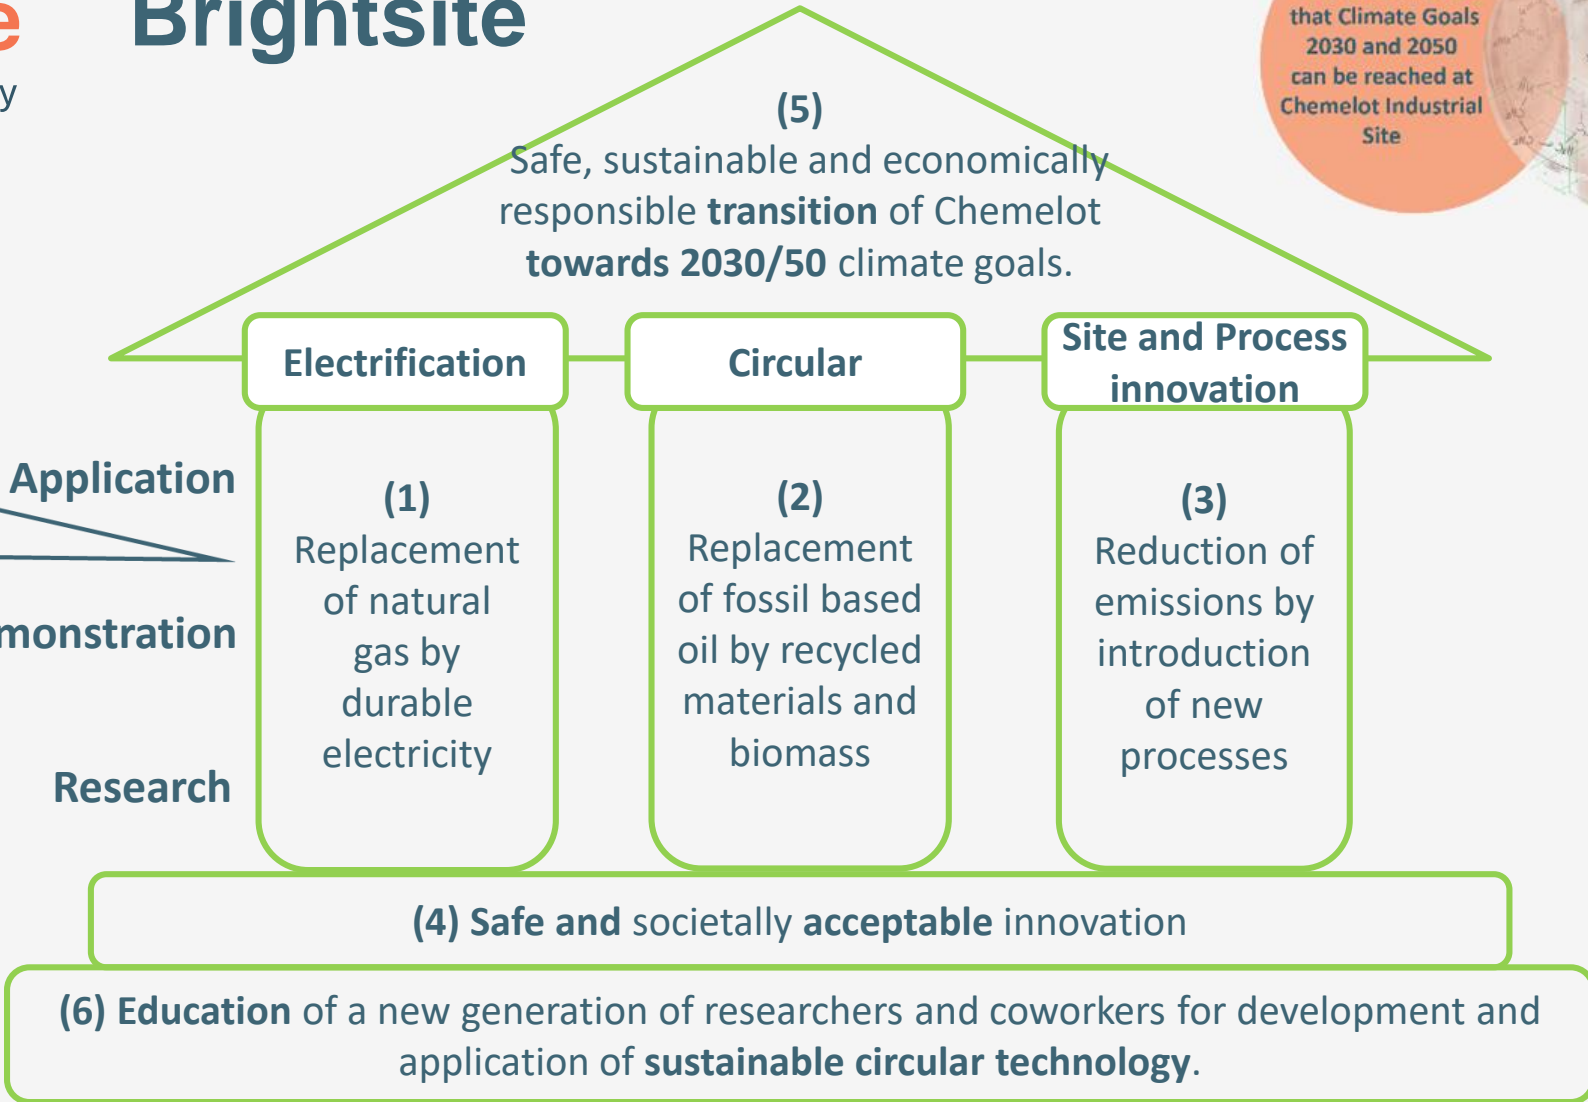 Brightsite
that Climate Goals
2030 and 2050
can be reached at
Chemelot Industrial
Site
(5)
Safe, sustainable and economically
responsible transition of Chemelot
towards 2030/50 climate goals.
Electrification
Circular
Site and Process
innovation
Application
monstration
Research
(1)
Replacement
of natural
gas by
durable
electricity
(2)
Replacement
of fossil based
oil by recycled
materials and
biomass
(3)
Reduction of
emissions by
introduction
of new
processes
(4) Safe and societally acceptable innovation
(6) Education of a new generation of researchers and coworkers for development and
application of sustainable circular technology.